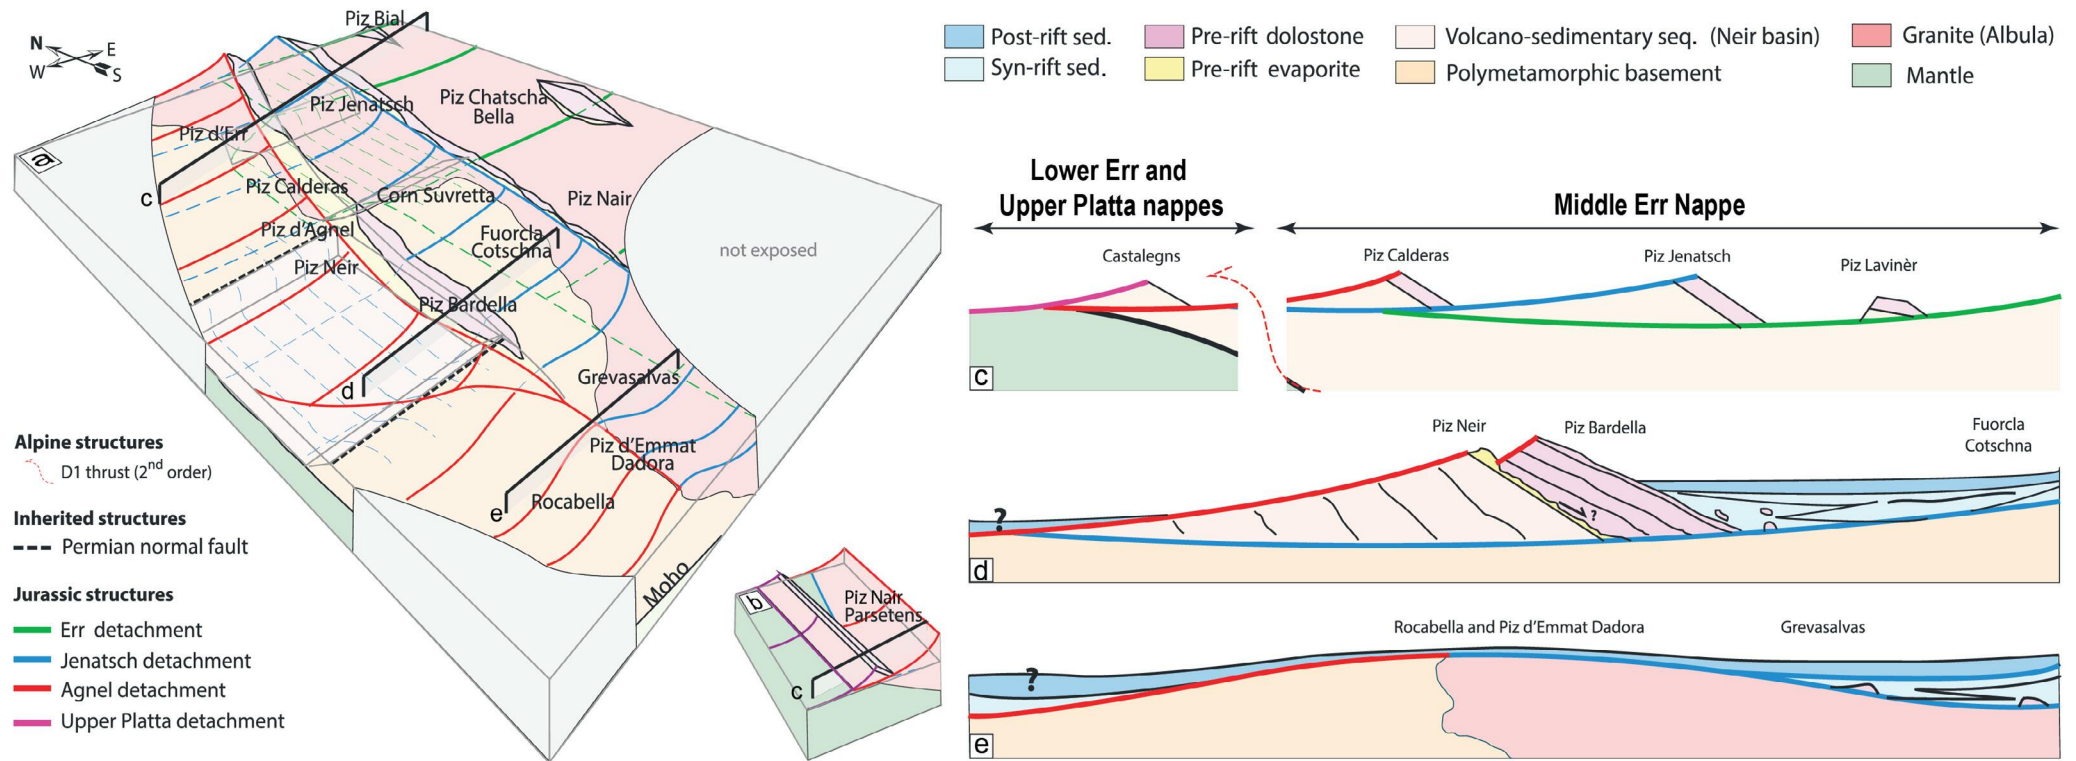 Piz Bial
N
E
W
S
a
Piz Jenatsch
Piz Chatscha
Bella
Piz d'Err
c
Piz Calderas
Corn Suvretta
Piz Nair
Piz d'Agnel
Fuorcla
Cotschna
not exposed
Piz Neir
Piz Bardella
d
Grevasalvas
Piz d'Emmat
Dadora
e
Rocabella
Moho
Alpine structures
D1 thrust (2nd order)
Inherited structures
Permian normal fault
Jurassic structures
Err detachment
Jenatsch detachment
Agnel detachment
Upper Platta detachment
b
Piz Nair
Parsetens
c
Post-rift sed.
Syn-rift sed.
Pre-rift dolostone
Pre-rift evaporite
Volcano-sedimentary seq. (Neir basin)
Polymetamorphic basement
Granite (Albula)
Mantle
Lower Err and
Upper Platta nappes
Middle Err Nappe
Castalegns
Piz Calderas
Piz Jenatsch
Piz Lavinèr
c
Piz Neir
Piz Bardella
Fuorcla
Cotschna
?
?
d
Rocabella and Piz d'Emmat Dadora
Grevasalvas
?
e